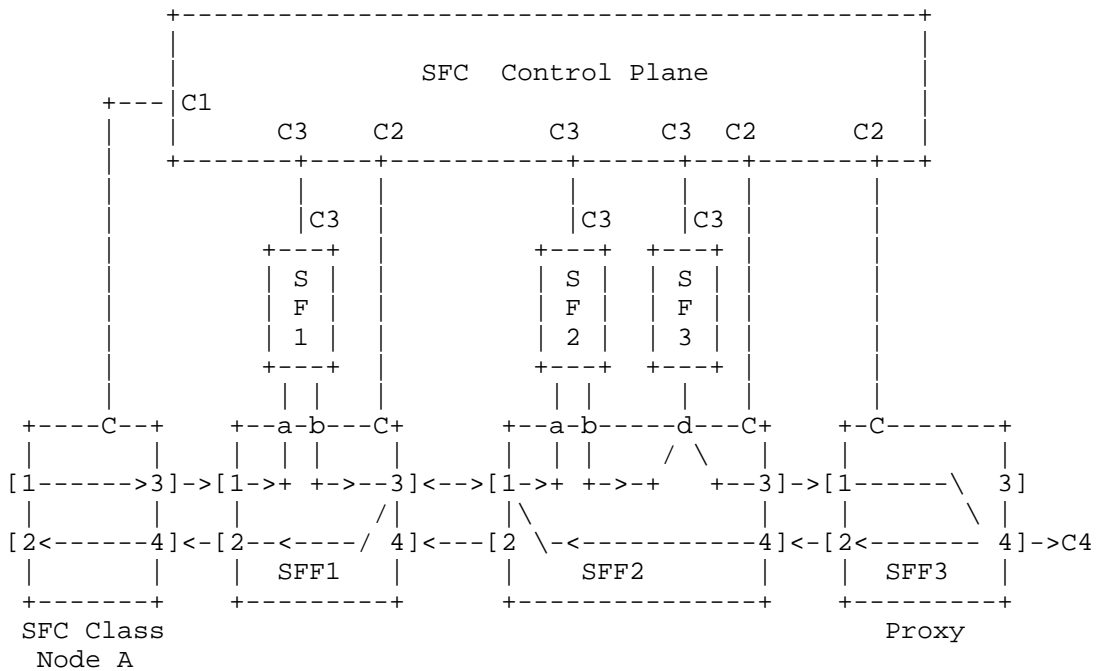 SFC Control Plane
C1
C3 C2 C3 C3 C2 C2
C3 C3 C3
S S S
F F F
1 2 3
C a b C a b d C C
[1------>3]->[1->+ +->--3]<-->[1->+ +->-+ +--3]->[1------\ 3]
[2<------4]<-[2--<----/ 4]<---[2 \-<-----------4]<-[2<------- 4]->C4
SFF1 SFF2 SFF3
SFC Class Proxy
Node A